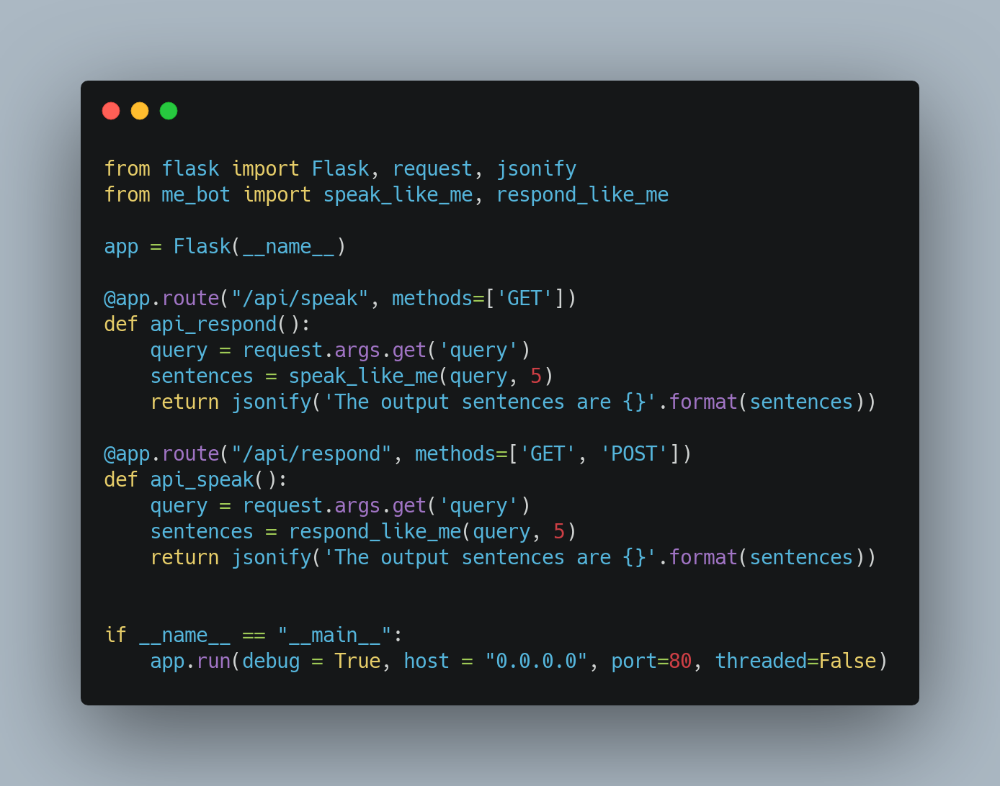 from flask import Flask, request, jsonify
from me_bot import speak_like_me, respond_like_me

app = Flask(__name__)

@app.route("/api/speak", methods=['GET'])
def api_respond():
    query = request.args.get('query')
    sentences = speak_like_me(query, 5)
    return jsonify('The output sentences are {}'.format(sentences))

@app.route("/api/respond", methods=['GET', 'POST'])
def api_speak():
    query = request.args.get('query')
    sentences = respond_like_me(query, 5)
    return jsonify('The output sentences are {}'.format(sentences))


if __name__ == "__main__":
    app.run(debug = True, host = "0.0.0.0", port=80, threaded=False)